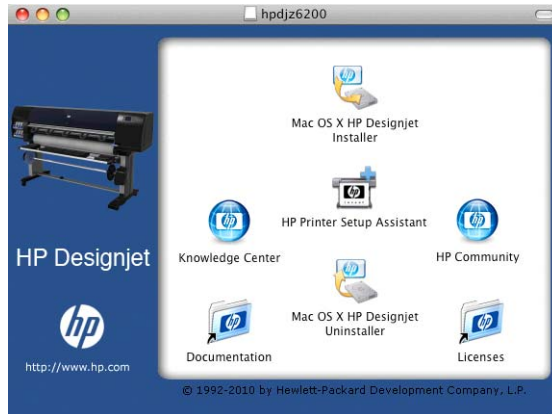 hpdjz6200
Mac OS X HP Designjet
Installer
HP Printer Setup Assistant
Knowledge Center
HP Community
Mac OS X HP Designjet
Uninstaller
Documentation
Licenses
HP Designjet
hp
http://www.hp.com
© 1992-2010 by Hewlett-Packard Development Company, L.P.